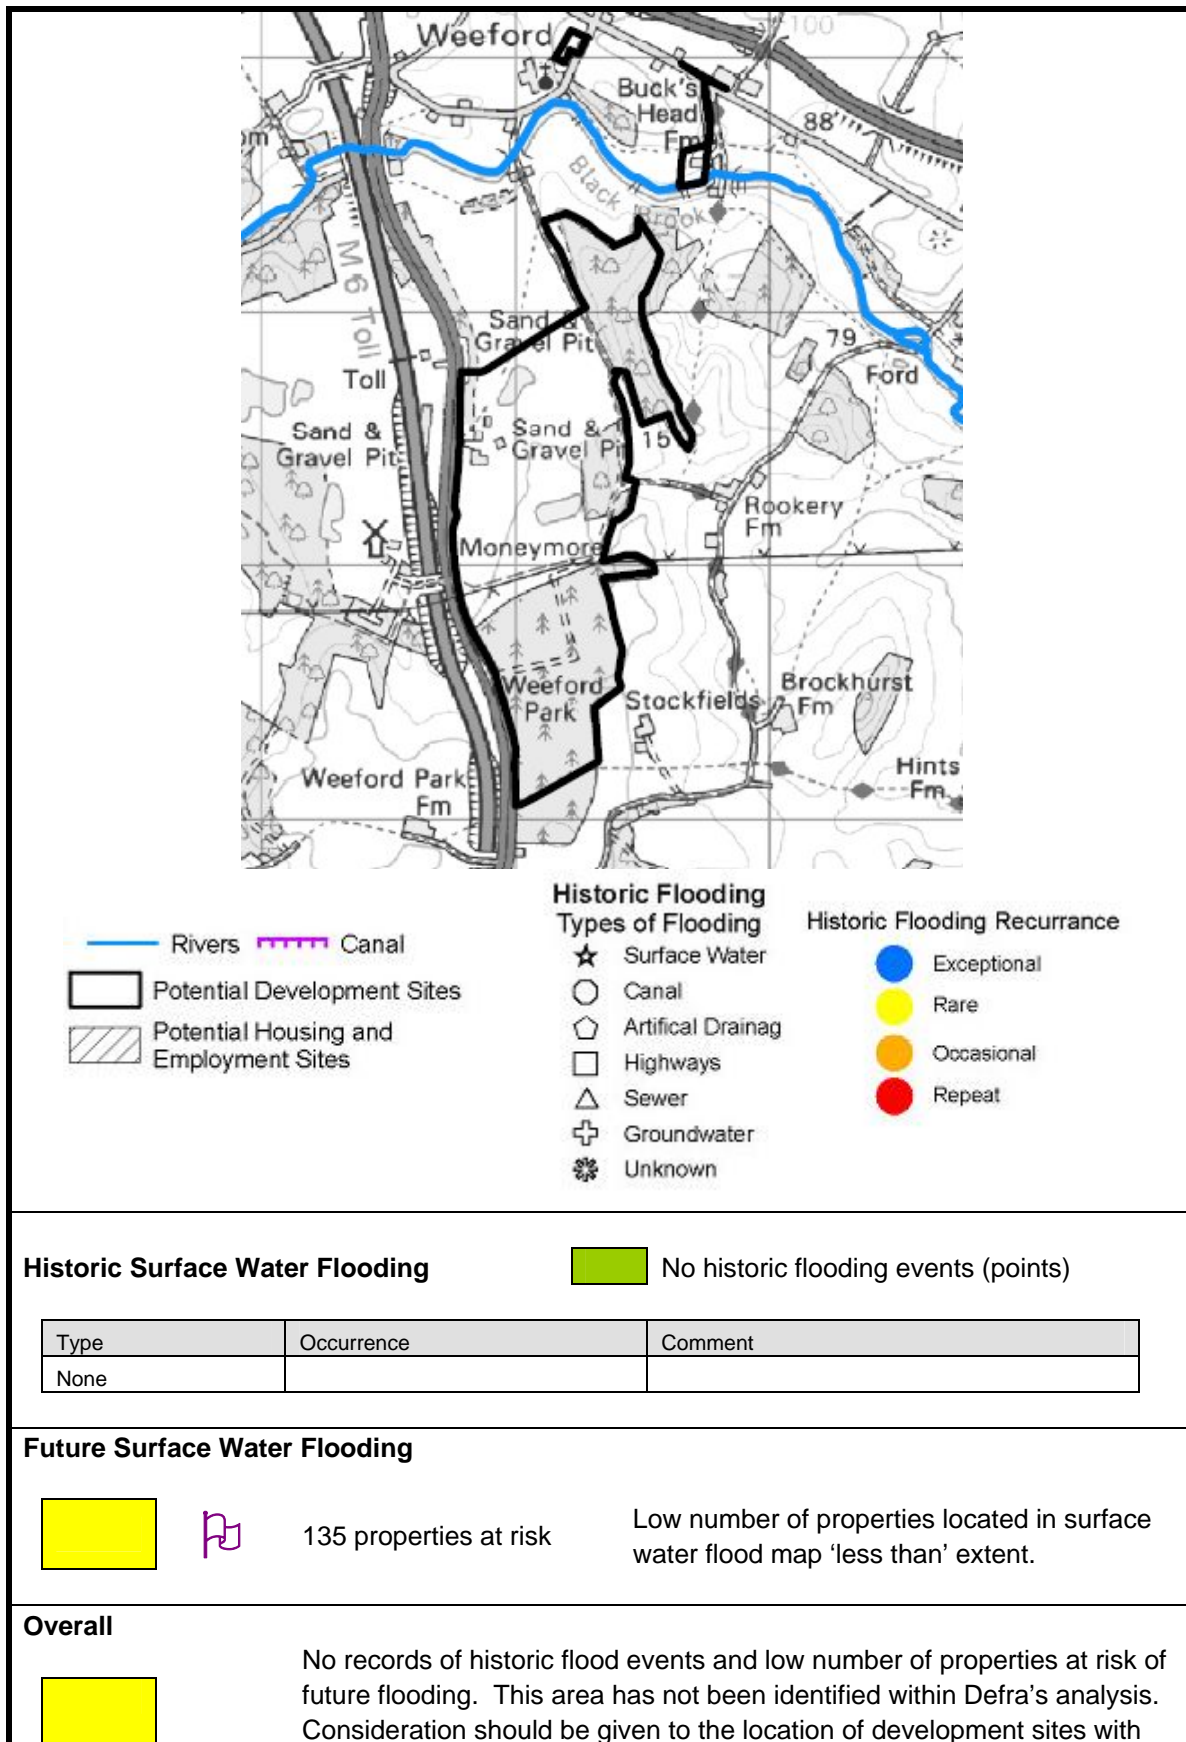 Weeford
100
Buck's
Head
Fm
88
om
Black
Brook
M6 Toll
Sand &
Gravel Pit
79
Toll
Ford
Sand &
Gravel Pit
Sand &
Gravel Pit
15
Rookery
Fm
Moneymore
Weeford
Park
Stockfields
Brockhurst
Fm
Weeford Park
Fm
Hints
Fm
Rivers
Canal
Potential Development Sites
Potential Housing and
Employment Sites
Historic Flooding
Types of Flooding
Surface Water
Canal
Artifical Drainag
Highways
Sewer
Groundwater
Unknown
Historic Flooding Recurrance
Exceptional
Rare
Occasional
Repeat
Historic Surface Water Flooding
No historic flooding events (points)
Type Occurrence Comment
None
Future Surface Water Flooding
135 properties at risk
Low number of properties located in surface
water flood map ‘less than’ extent.
Overall
No records of historic flood events and low number of properties at risk of
future flooding.  This area has not been identified within Defra’s analysis.
Consideration should be given to the location of development sites with